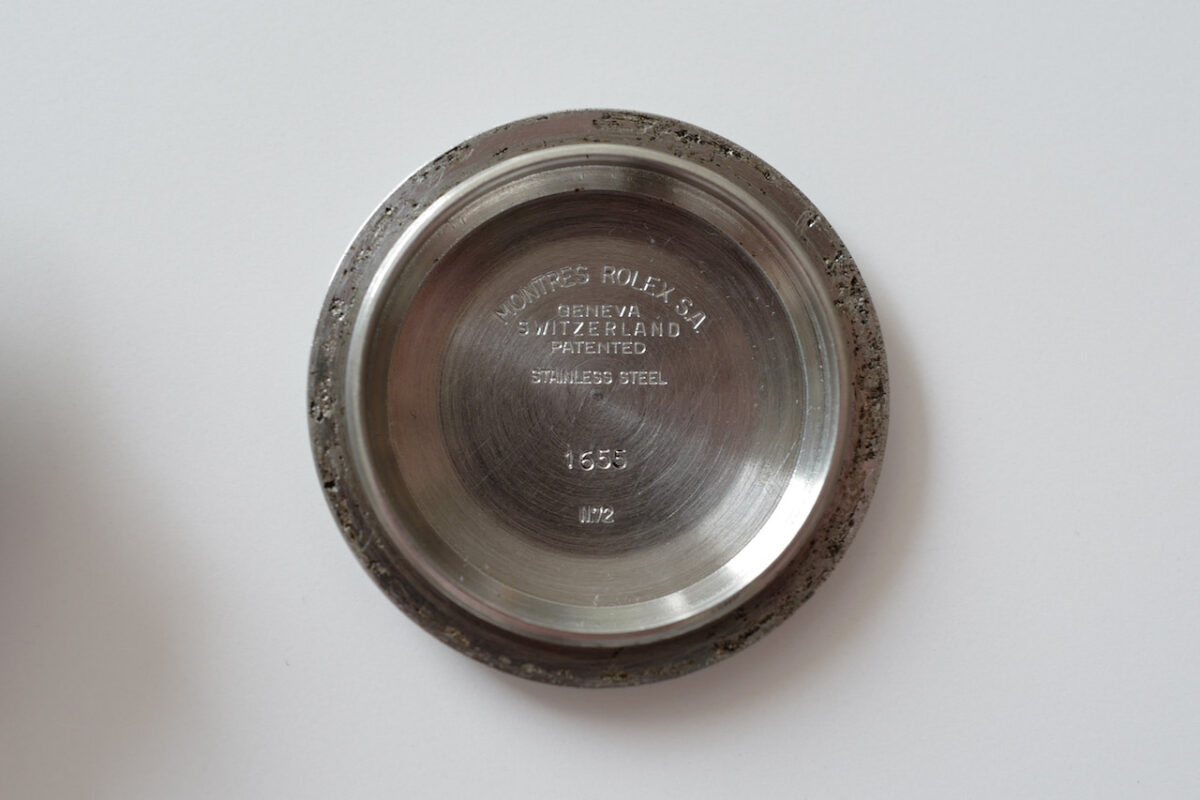 MONTRES ROLEX S.A.
GENEVA
SWITZERLAND
PATENTED
STAINLESS STEEL
1655
II.72